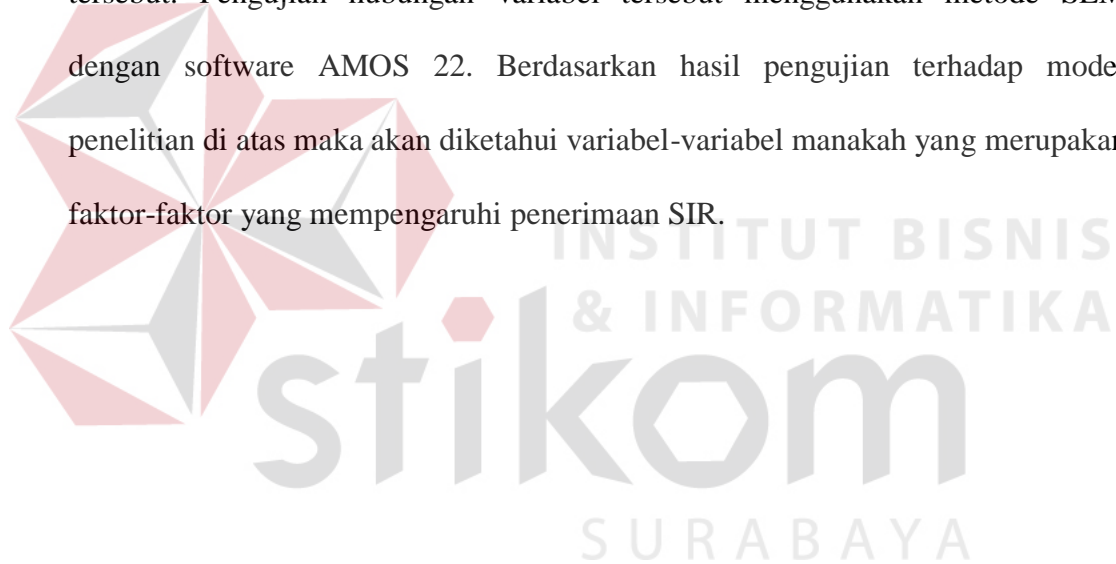 tersebut. Pengujian hubungan variabel tersebut menggunakan metode SEM
dengan software AMOS 22. Berdasarkan hasil pengujian terhadap mode
penelitian di atas maka akan diketahui variabel-variabel manakah yang merupakan
faktor-faktor yang mempengaruhi penerimaan SIR.
INSTITUT BISNIS
& INFORMATIKA
stikom
SURABAYA